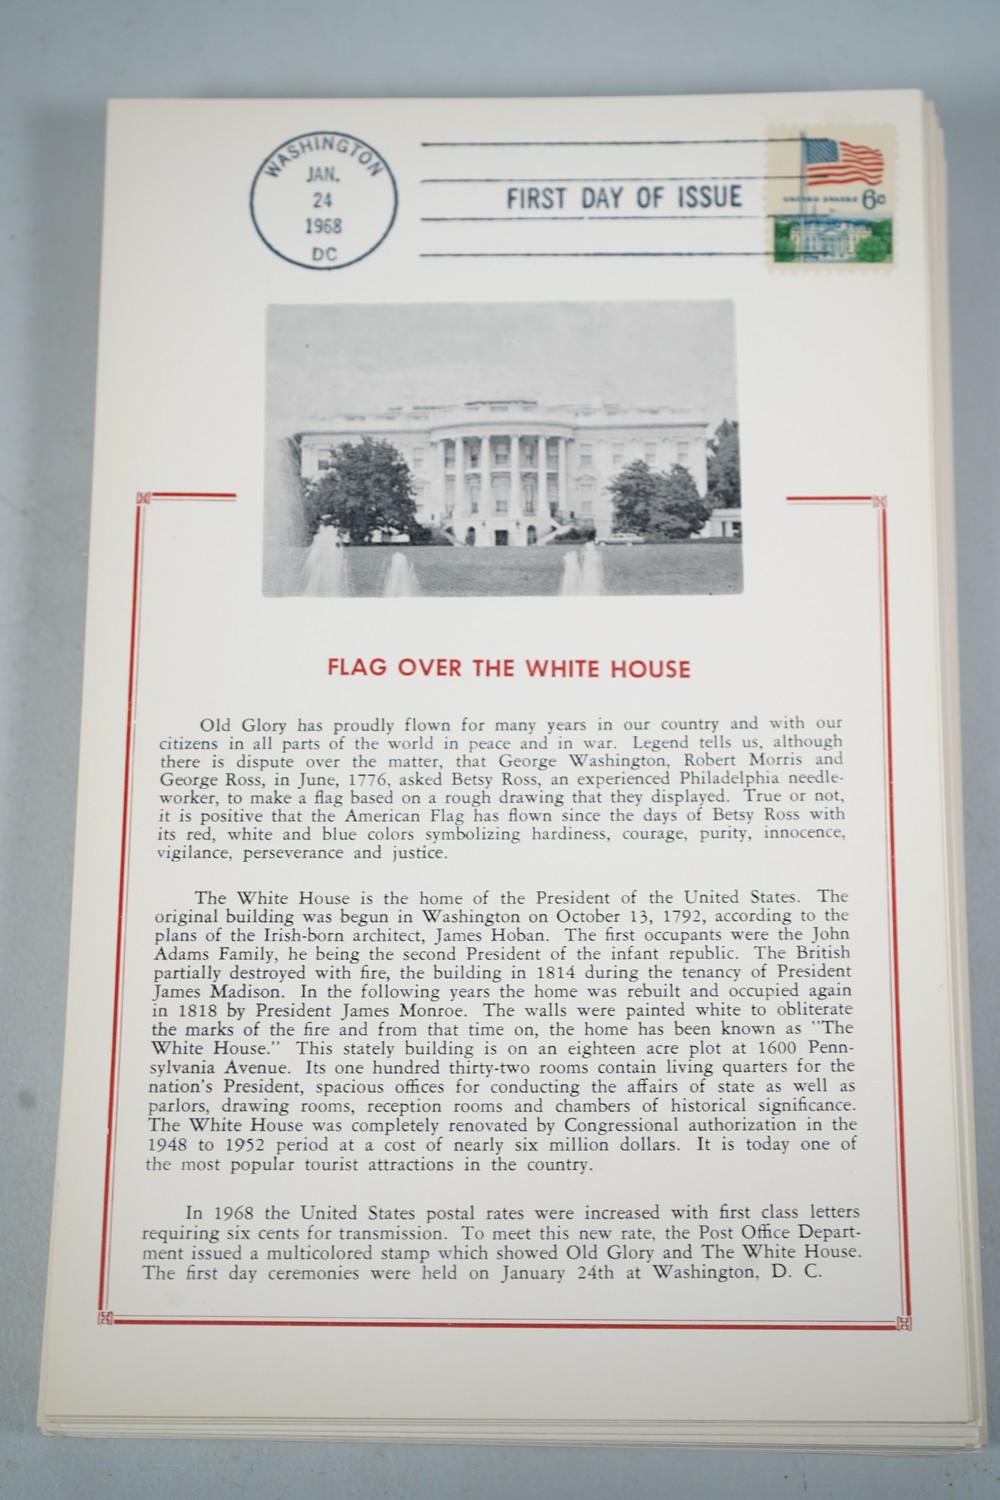 WASHINGTON
JAN.
24
1968
DC
FIRST DAY OF ISSUE
UNITED STATES 6c
FLAG OVER THE WHITE HOUSE
Old Glory has proudly flown for many years in our country and with our
citizens in all parts of the world in peace and in war. Legend tells us, although
there is dispute over the matter, that George Washington, Robert Morris and
George Ross, in June, 1776, asked Betsy Ross, an experienced Philadelphia needle-
worker, to make a flag based on a rough drawing that they displayed. True or not,
it is positive that the American Flag has flown since the days of Betsy Ross with
its red, white and blue colors symbolizing hardiness, courage, purity, innocence,
vigilance, perseverance and justice.
The White House is the home of the President of the United States. The
original building was begun in Washington on October 13, 1792, according to the
plans of the Irish-born architect, James Hoban. The first occupants were the John
Adams Family, he being the second President of the infant republic. The British
partially destroyed with fire, the building in 1814 during the tenancy of President
James Madison. In the following years the home was rebuilt and occupied again
in 1818 by President James Monroe. The walls were painted white to obliterate
the marks of the fire and from that time on, the home has been known as "The
White House." This stately building is on an eighteen acre plot at 1600 Penn-
sylvania Avenue. Its one hundred thirty-two rooms contain living quarters for the
nation's President, spacious offices for conducting the affairs of state as well as
parlors, drawing rooms, reception rooms and chambers of historical significance.
The White House was completely renovated by Congressional authorization in the
1948 to 1952 period at a cost of nearly six million dollars. It is today one of
the most popular tourist attractions in the country.
In 1968 the United States postal rates were increased with first class letters
requiring six cents for transmission. To meet this new rate, the Post Office Depart-
ment issued a multicolored stamp which showed Old Glory and The White House.
The first day ceremonies were held on January 24th at Washington, D. C.